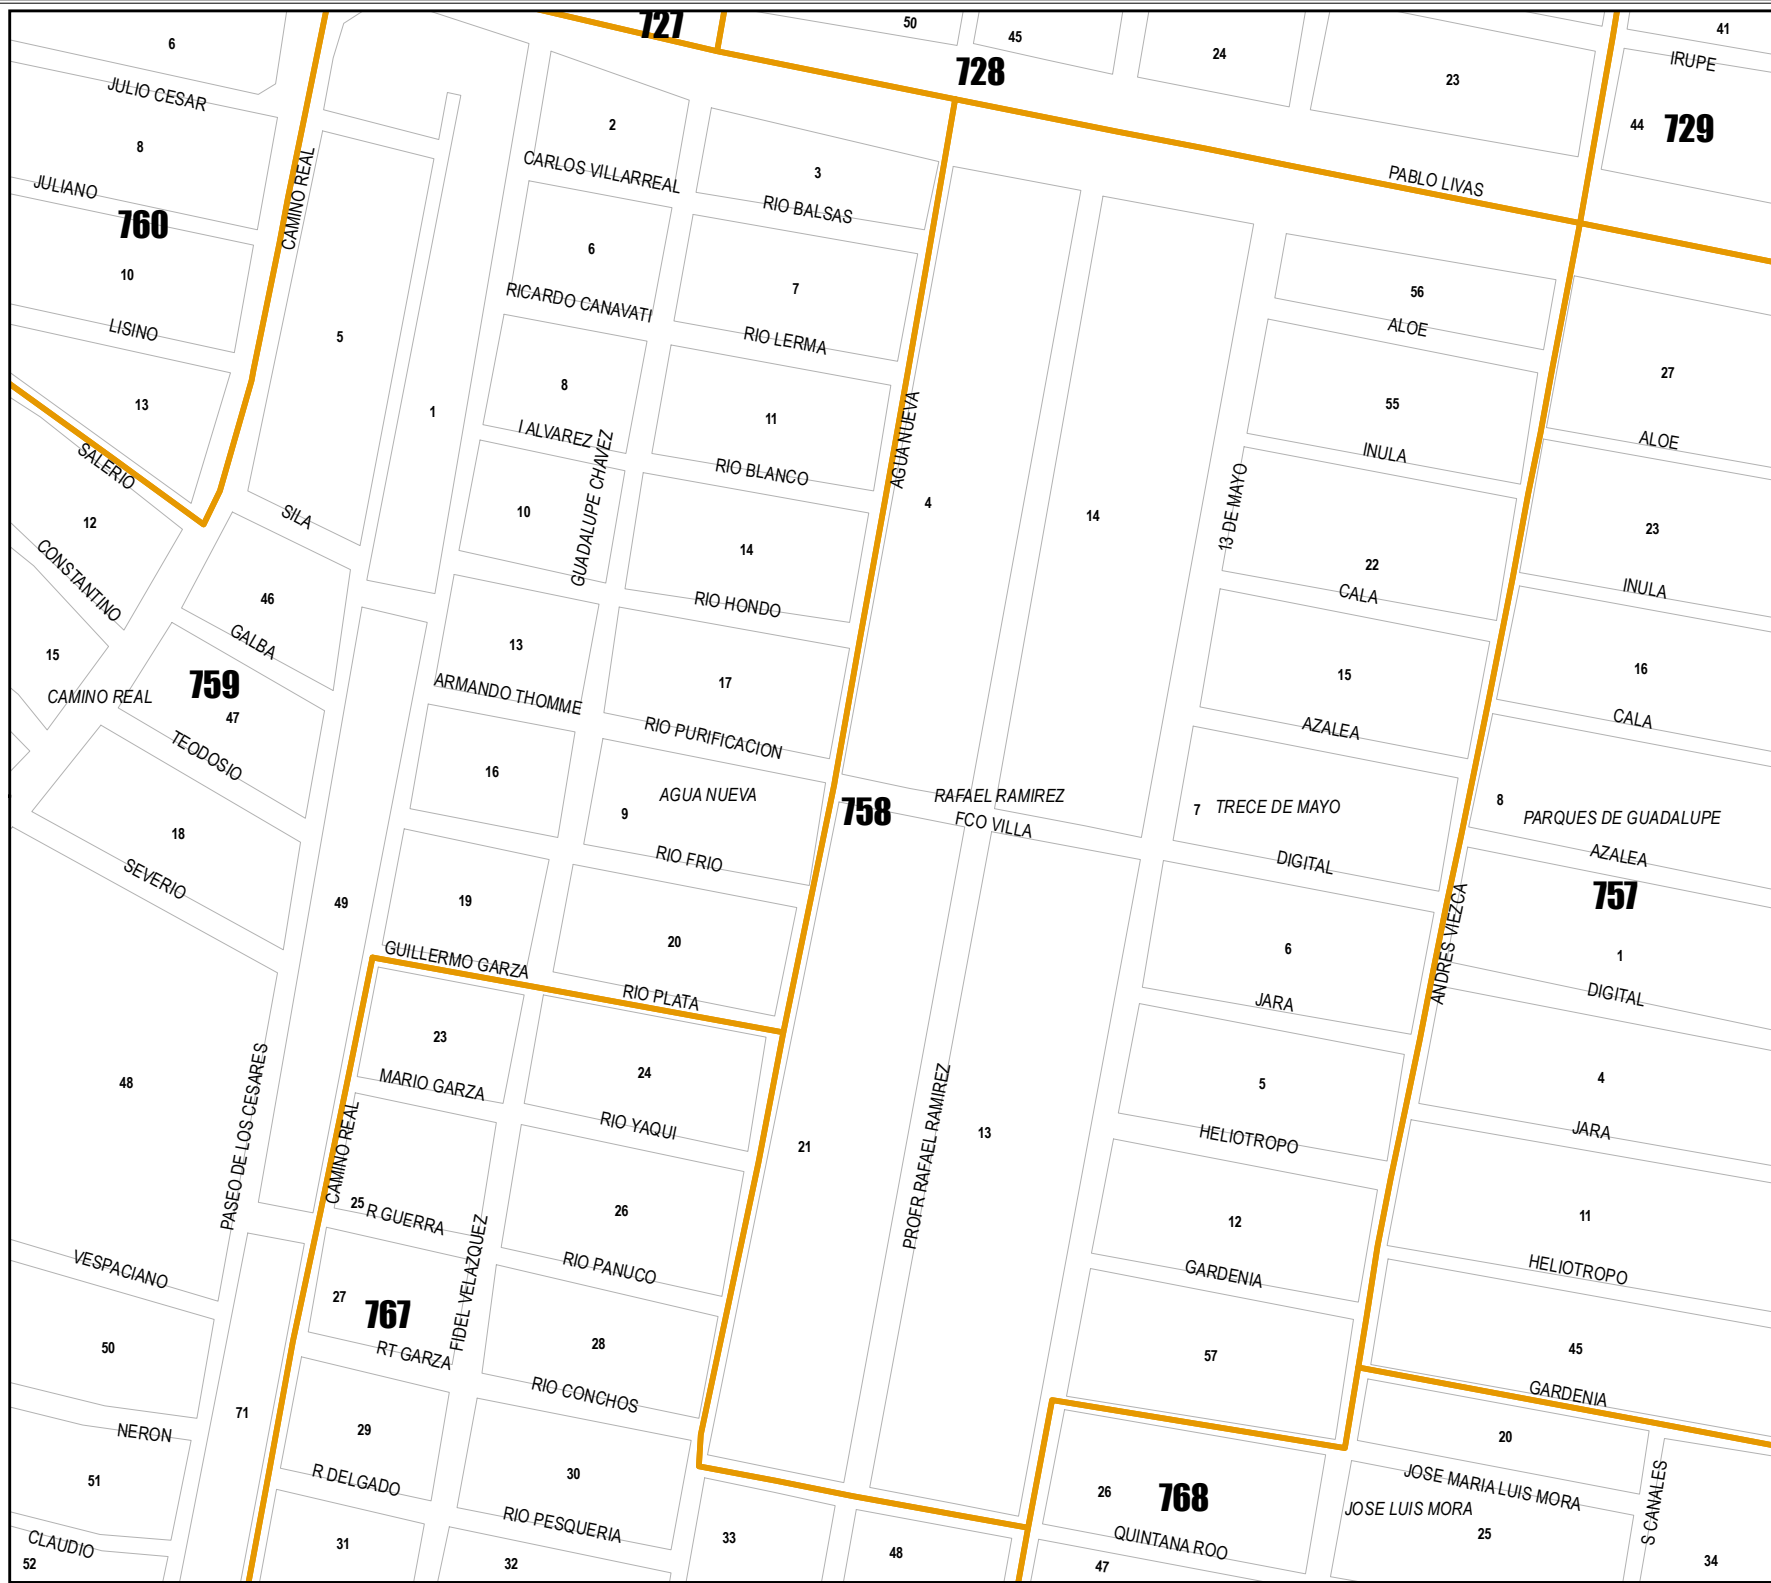 727
50
45
24
41
IRUPE
6
JULIO CESAR
728
23
44
729
2
CARLOS VILLARREAL
3
RIO BALSAS
PABLO LIVAS
8
JULIANO
760
CAMINO REAL
6
RICARDO CANAVATI
7
RIO LERMA
10
LISINO
5
56
ALOE
13
1
8
I ALVAREZ
11
RIO BLANCO
AGUA NUEVA
55
INULA
27
ALOE
SALERIO
12
CONSTANTINO
SILA
10
GUADALUPE CHAVEZ
14
RIO HONDO
4
14
13 DE MAYO
22
CALA
23
INULA
46
GALBA
15
CAMINO REAL
759
47
TEODOSIO
13
ARMANDO THOMME
17
RIO PURIFICACION
15
AZALEA
16
CALA
16
AGUA NUEVA
9
RIO FRIO
758
RAFAEL RAMIREZ
FCO VILLA
7
TRECE DE MAYO
DIGITAL
8
PARQUES DE GUADALUPE
AZALEA
18
SEVERIO
49
19
GUILLERMO GARZA
20
RIO PLATA
6
JARA
ANDRES VIEZCA
757
1
DIGITAL
48
PASEO DE LOS CESARES
23
MARIO GARZA
24
RIO YAQUI
CAMINO REAL
21
PROFR RAFAEL RAMIREZ
13
5
HELIOTROPO
4
JARA
25
R GUERRA
26
RIO PANUCO
12
GARDENIA
11
HELIOTROPO
VESPACIANO
27
767
RT GARZA
FIDEL VELAZQUEZ
28
RIO CONCHOS
57
45
GARDENIA
50
NERON
71
29
R DELGADO
30
RIO PESQUERIA
20
JOSE MARIA LUIS MORA
51
CLAUDIO
52
31
32
33
48
26
768
QUINTANA ROO
47
JOSE LUIS MORA
25
S CANALES
34